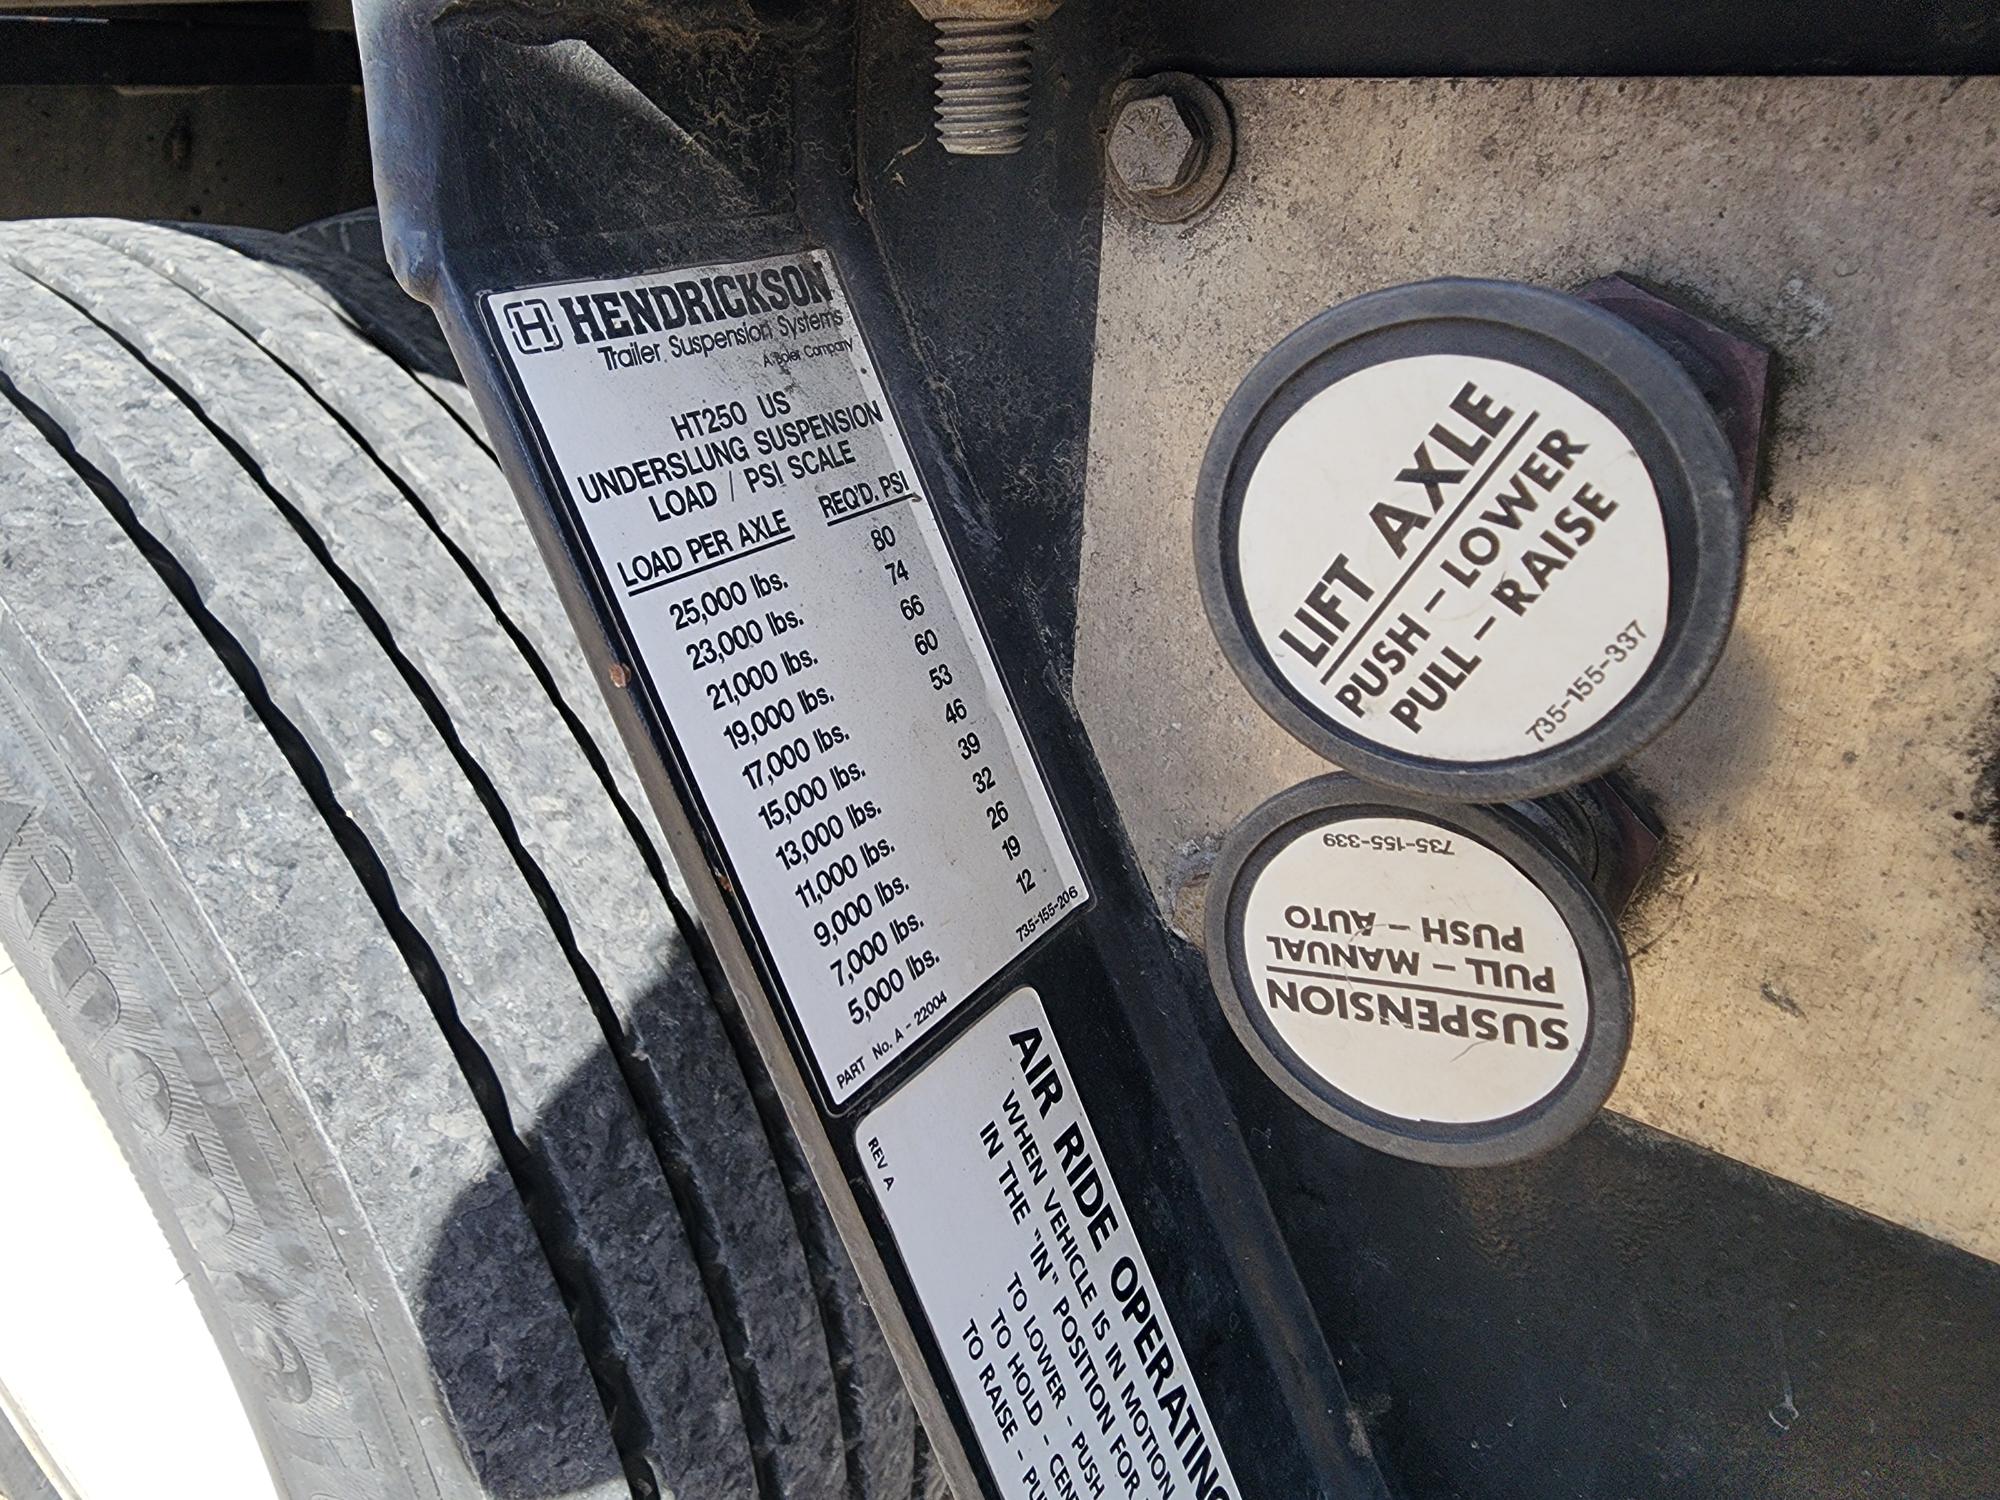 H HENDRICKSON
Trailer Suspension Systems
A Boler Company
HT250 US
UNDERSLUNG SUSPENSION
LOAD / PSI SCALE
LOAD PER AXLE REQ'D. PSI
25,000 lbs. 80
23,000 lbs. 74
21,000 lbs. 66
19,000 lbs. 60
17,000 lbs. 53
15,000 lbs. 46
13,000 lbs. 39
11,000 lbs. 32
9,000 lbs. 26
7,000 lbs. 19
5,000 lbs. 12
PART No. A - 22004 735-155-206
AIR RIDE OPERATING
WHEN VEHICLE IS IN MOTION
IN THE "IN" POSITION FOR
TO LOWER - PUSH
TO HOLD -
TO RAISE -
REV A
LIFT AXLE
PUSH - LOWER
PULL - RAISE
735-155-337
SUSPENSION
PULL - MANUAL
PUSH - AUTO
735-155-339